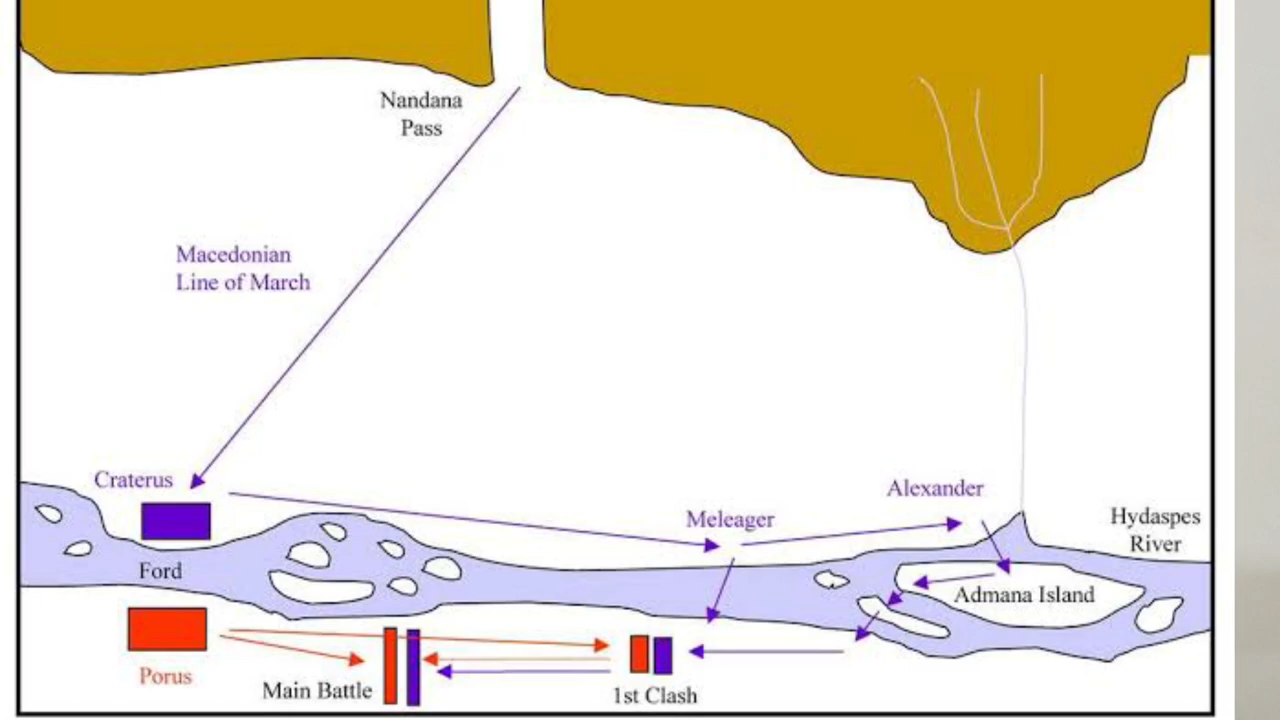 Nandana
Pass
Macedonian
Line of March
Craterus
Alexander
Meleager
Hydaspes
River
Ford
Admana Island
Porus
Main Battle
1st Clash